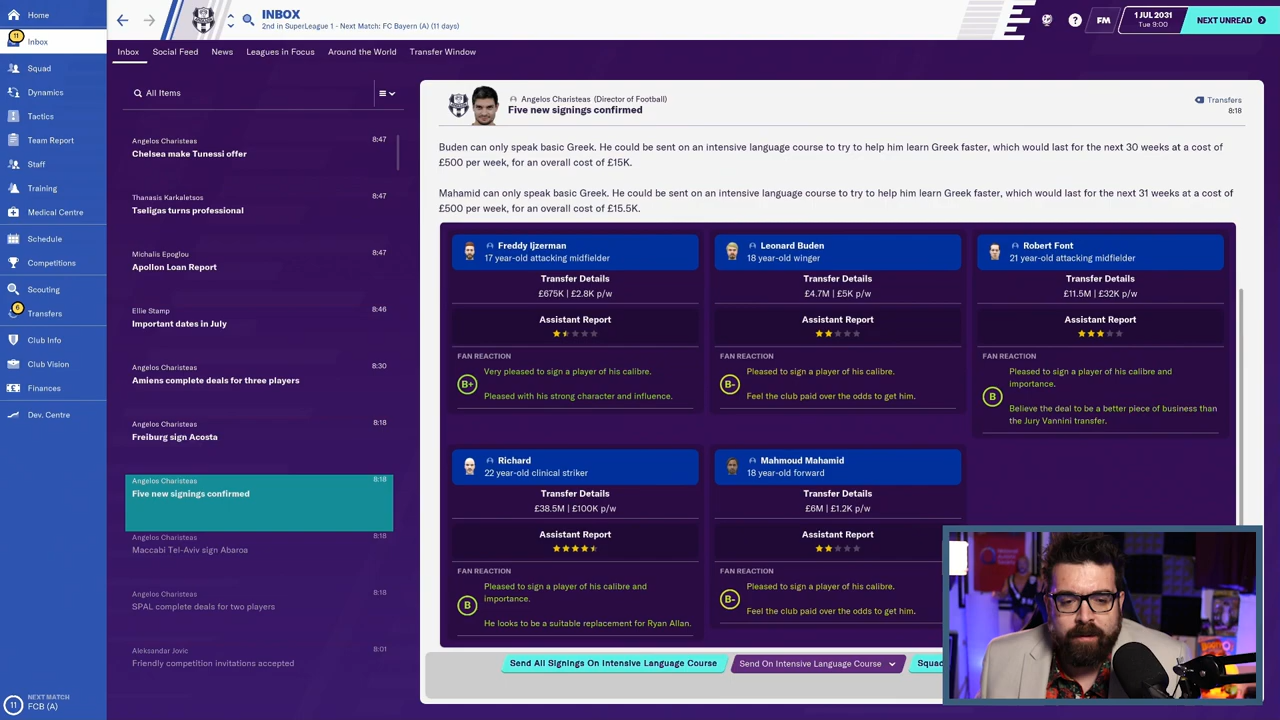 Home
INBOX
2nd in SuperLeague 1 - Next Match: FC Bayern (A) (11 days)
FM
1 JUL 2031
Tue 9:00
NEXT UNREAD
11
Inbox
Squad
Dynamics
Tactics
Team Report
Staff
Training
Medical Centre
Schedule
Competitions
Scouting
6
Transfers
Club Info
Club Vision
Finances
Dev. Centre
11
NEXT MATCH
FCB (A)
Inbox
Social Feed
News
Leagues in Focus
Around the World
Transfer Window
All Items
Angelos Charisteas 8:47
Chelsea make Tunessi offer
Thanasis Karkaletsos 8:47
Tseligas turns professional
Michalis Epoglou 8:47
Apollon Loan Report
Ellie Stamp 8:46
Important dates in July
Angelos Charisteas 8:30
Amiens complete deals for three players
Angelos Charisteas 8:18
Freiburg sign Acosta
Angelos Charisteas 8:18
Five new signings confirmed
Angelos Charisteas 8:18
Maccabi Tel-Aviv sign Abaroa
Angelos Charisteas 8:18
SPAL complete deals for two players
Aleksandar Jovic 8:01
Friendly competition invitations accepted
Angelos Charisteas (Director of Football)
Five new signings confirmed
Transfers
8:18
Buden can only speak basic Greek. He could be sent on an intensive language course to try to help him learn Greek faster, which would last for the next 30 weeks at a cost of
£500 per week, for an overall cost of £15K.
Mahamid can only speak basic Greek. He could be sent on an intensive language course to try to help him learn Greek faster, which would last for the next 31 weeks at a cost of
£500 per week, for an overall cost of £15.5K.
Freddy Ijzerman
17 year-old attacking midfielder
Transfer Details
£675K | £2.8K p/w
Assistant Report
FAN REACTION
B+
Very pleased to sign a player of his calibre.
Pleased with his strong character and influence.
Leonard Buden
18 year-old winger
Transfer Details
£4.7M | £5K p/w
Assistant Report
FAN REACTION
B-
Pleased to sign a player of his calibre.
Feel the club paid over the odds to get him.
Robert Font
21 year-old attacking midfielder
Transfer Details
£11.5M | £32K p/w
Assistant Report
FAN REACTION
B
Pleased to sign a player of his calibre and
importance.
Believe the deal to be a better piece of business than
the Jury Vannini transfer.
Richard
22 year-old clinical striker
Transfer Details
£38.5M | £100K p/w
Assistant Report
FAN REACTION
B
Pleased to sign a player of his calibre and
importance.
He looks to be a suitable replacement for Ryan Allan.
Mahmoud Mahamid
18 year-old forward
Transfer Details
£6M | £1.2K p/w
Assistant Report
FAN REACTION
B-
Pleased to sign a player of his calibre.
Feel the club paid over the odds to get him.
Send All Signings On Intensive Language Course
Send On Intensive Language Course